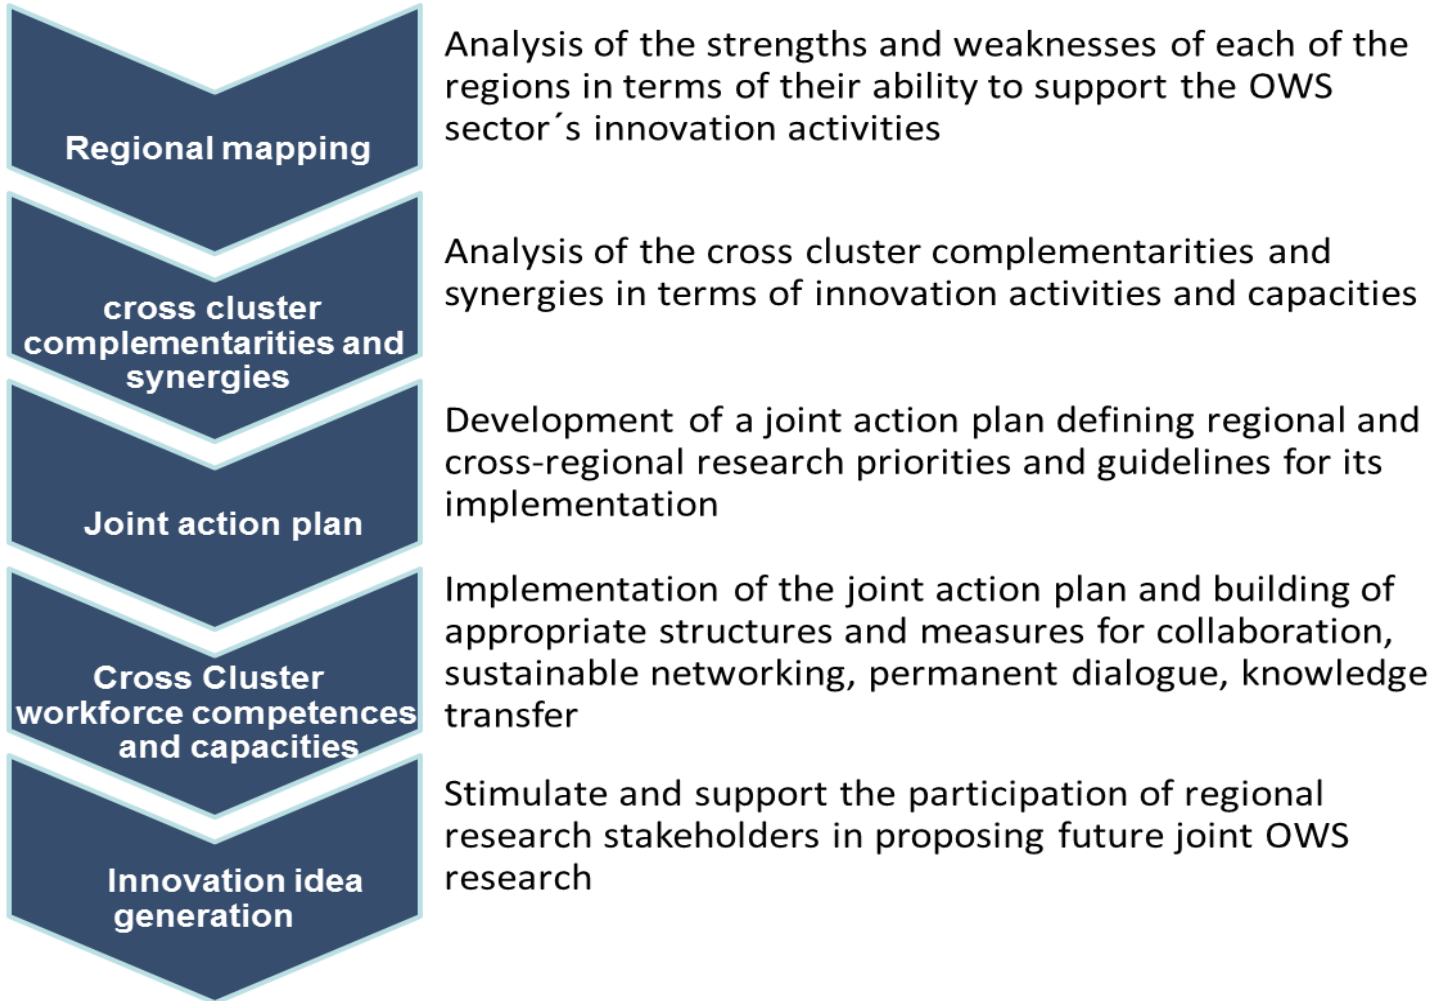 Regional mapping
Analysis of the strengths and weaknesses of each of the
regions in terms of their ability to support the OWS
sector´s innovation activities
cross cluster
complementarities and
synergies
Analysis of the cross cluster complementarities and
synergies in terms of innovation activities and capacities
Joint action plan
Development of a joint action plan defining regional and
cross-regional research priorities and guidelines for its
implementation
Cross Cluster
workforce competences
and capacities
Implementation of the joint action plan and building of
appropriate structures and measures for collaboration,
sustainable networking, permanent dialogue, knowledge
transfer
Innovation idea
generation
Stimulate and support the participation of regional
research stakeholders in proposing future joint OWS
research